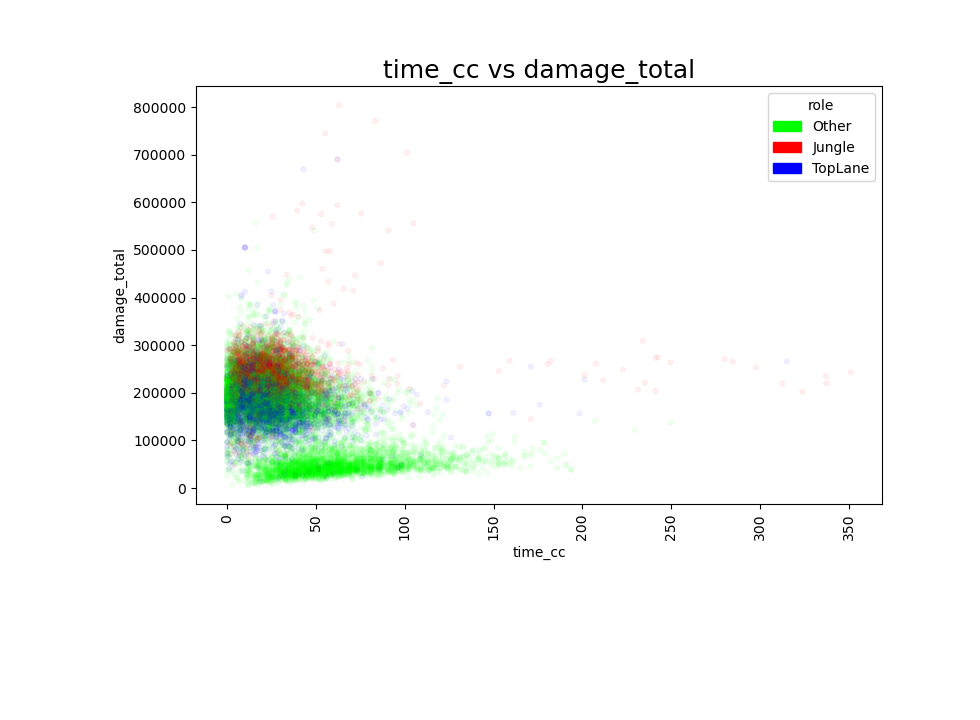 time_cc vs damage_total
role
Other
Jungle
TopLane
damage_total
800000
700000
600000
500000
400000
300000
200000
100000
0
0
50
100
150
200
250
300
350
time_cc